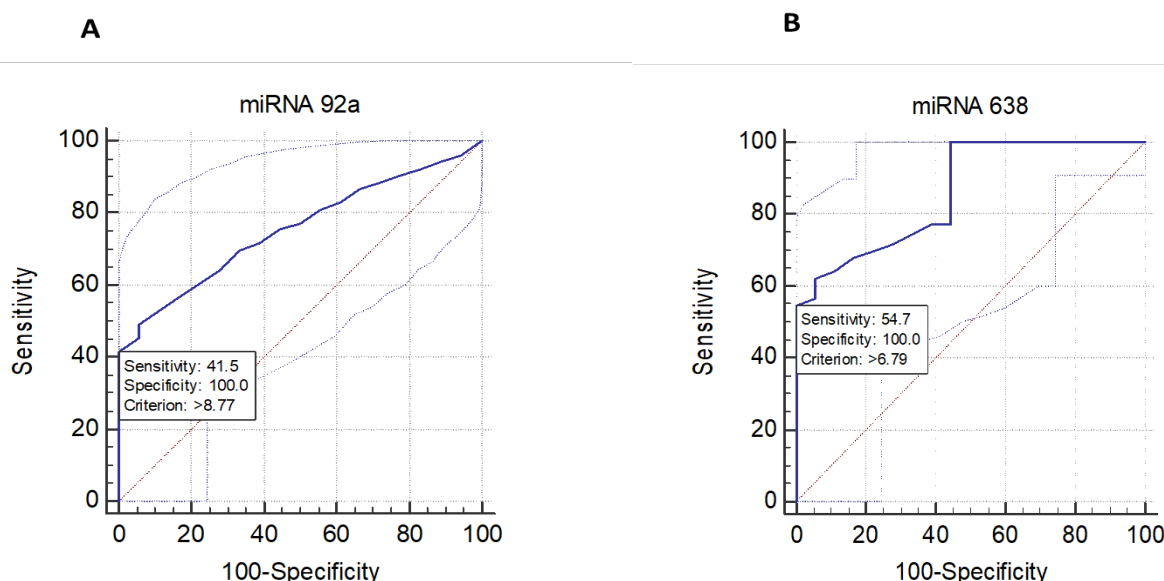 A
miRNA 92a
100
80
60
40
20
0
Sensitivity
Sensitivity: 41.5
Specificity: 100.0
Criterion: >8.77
0 20 40 60 80 100
100-Specificity
B
miRNA 638
100
80
60
40
20
0
Sensitivity
Sensitivity: 54.7
Specificity: 100.0
Criterion: >6.79
0 20 40 60 80 100
100-Specificity